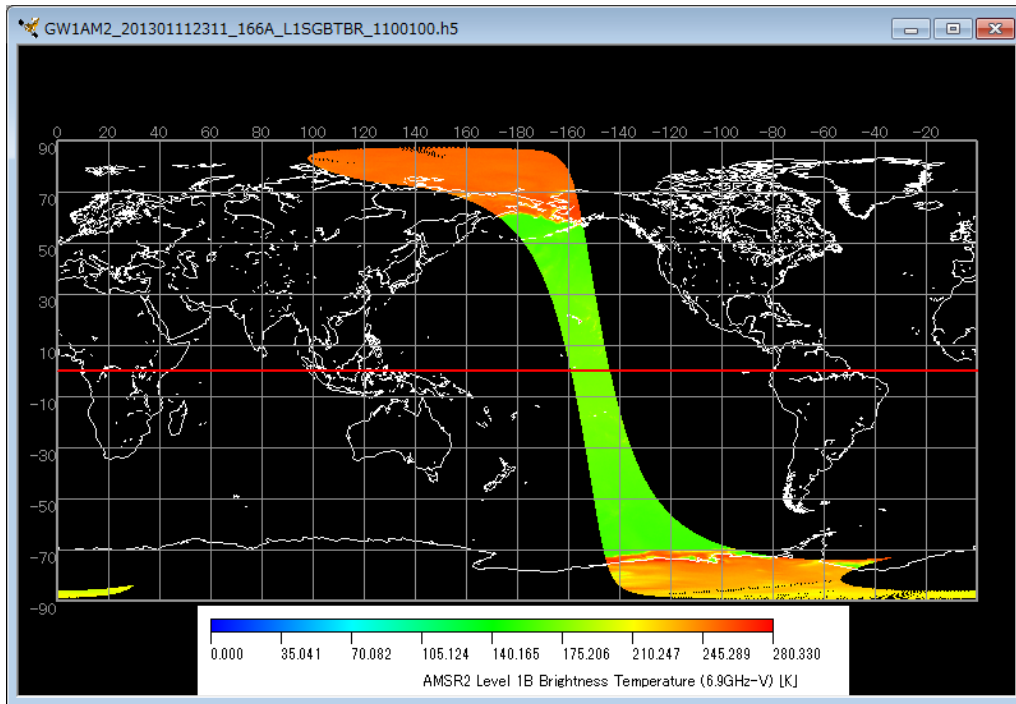 GW1AM2_201301112311_166A_L1SGBTBR_1100100.h5
0 20 40 60 80 100 120 140 160 -180 -160 -140 -120 -100 -80 -60 -40 -20
90
70
50
30
10
-10
-30
-50
-70
-90
0.000 35.041 70.082 105.124 140.165 175.206 210.247 245.289 280.330
AMSR2 Level 1B Brightness Temperature (6.9GHz-V) [K]